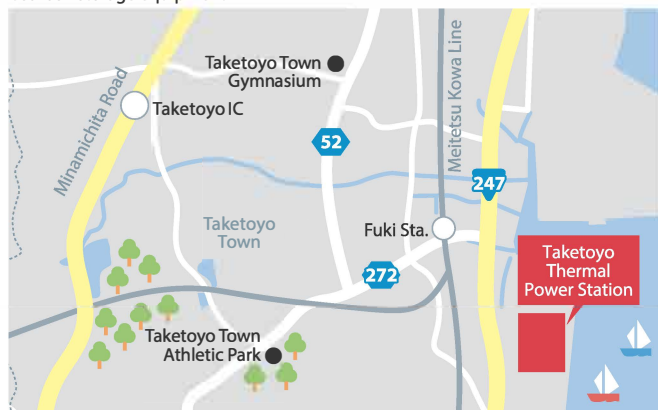 Taketoyo Town
Gymnasium
Minamichita Road
Taketoyo IC
Meitetsu Kowa Line
52
247
Taketoyo
Town
Fuki Sta.
272
Taketoyo
Thermal
Power Station
Taketoyo Town
Athletic Park